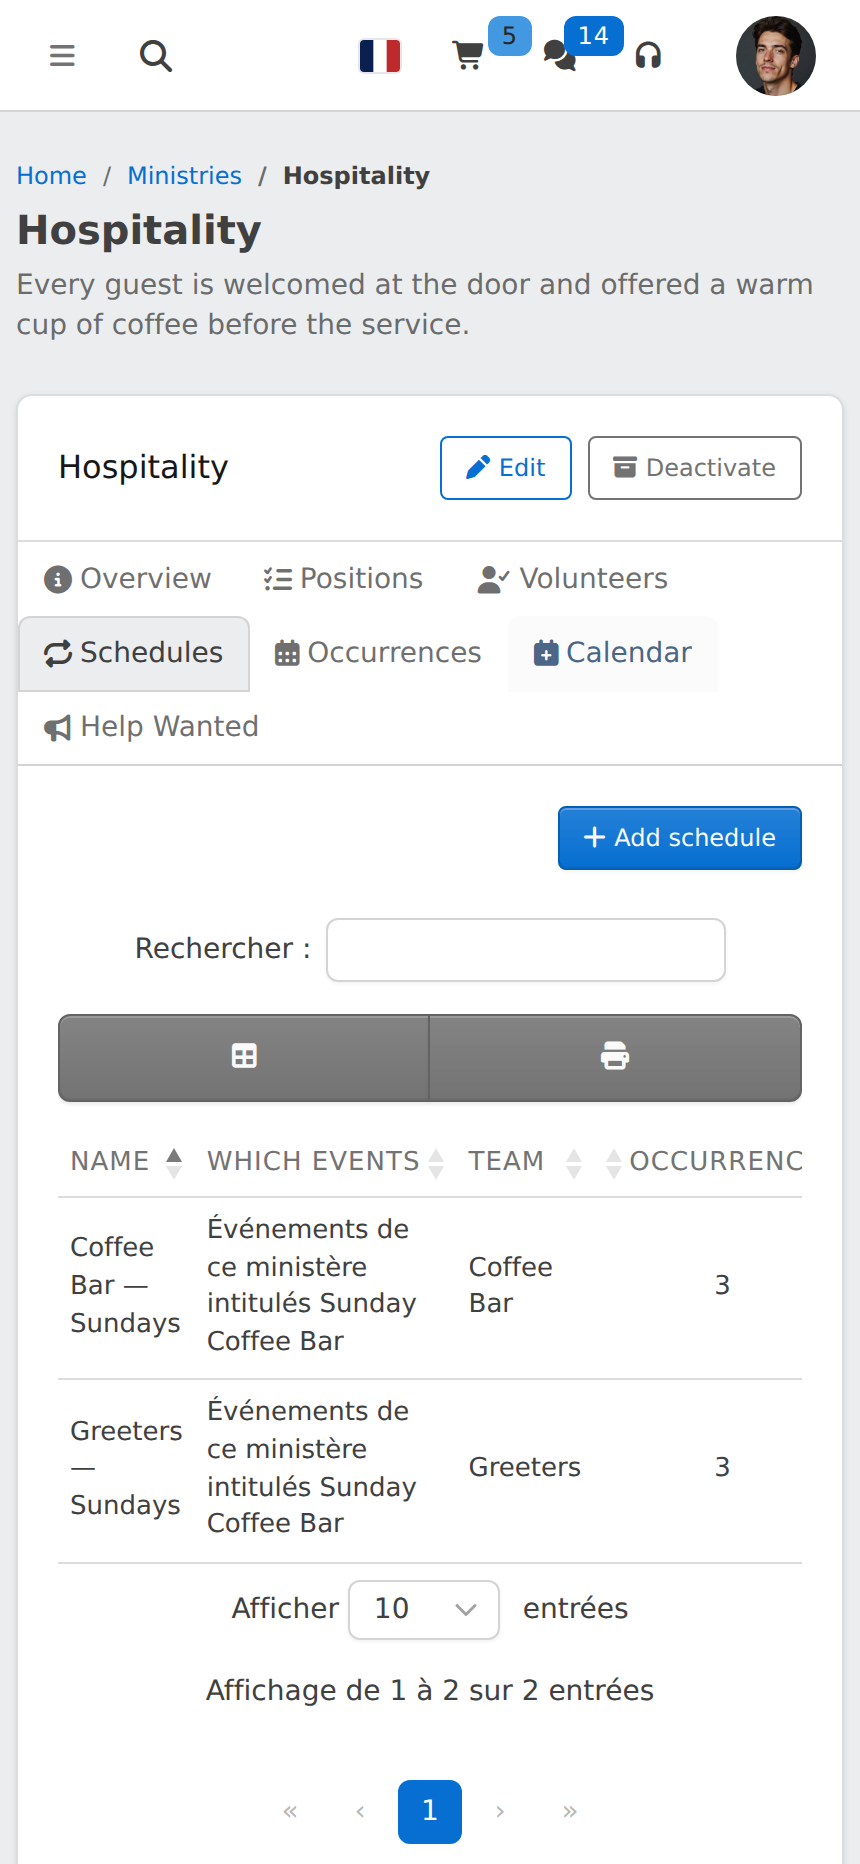 5
14
Home / Ministries / Hospitality
Hospitality
Every guest is welcomed at the door and offered a warm
cup of coffee before the service.
Hospitality
Edit
Deactivate
Overview
Positions
Volunteers
Schedules
Occurrences
Calendar
Help Wanted
Add schedule
Rechercher :
NAME
WHICH EVENTS
TEAM
OCCURRENC
Coffee
Bar —
Sundays
Événements de
ce ministère
intitulés Sunday
Coffee Bar
Coffee
Bar
3
Greeters
—
Sundays
Événements de
ce ministère
intitulés Sunday
Coffee Bar
Greeters
3
Afficher 10 entrées
Affichage de 1 à 2 sur 2 entrées
« ‹ 1 › »